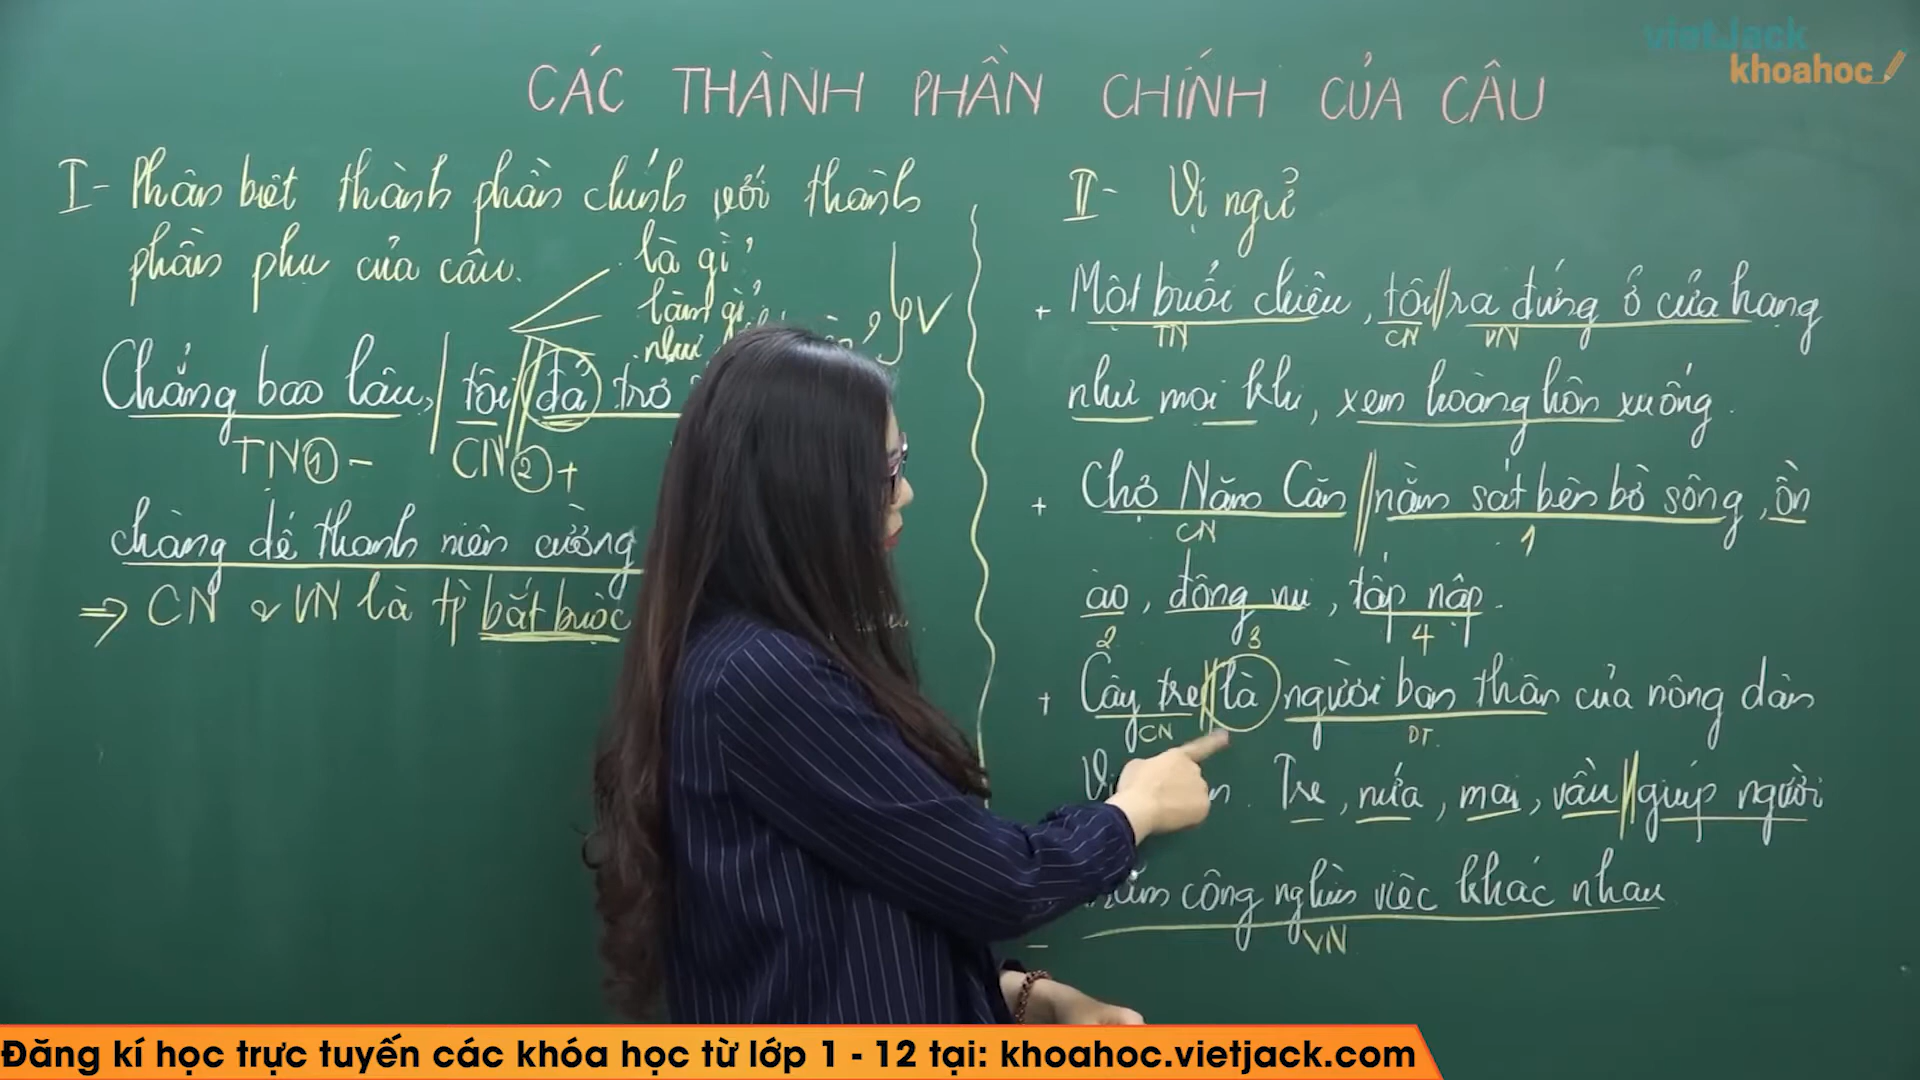 vietJack
khoahoc
CÁC THÀNH PHẦN CHÍNH CỦA CÂU
I- Phân biệt thành phần chính với thành
phần phụ của câu.
là gì?
làm gì?
như
V
Chẳng bao lâu, tôi đã trở
TN① - CN② +
chàng dế thanh niên cường
⇒ CN & VN là tp bắt buộc
II- Vị ngữ
+ Một buổi chiều, tôi ra đứng ở cửa hang
TN CN VN
như mọi khi, xem hoàng hôn xuống.
+ Chợ Năm Căn nằm sát bên bờ sông, ồn
CN 1
ào, đông vui, tấp nập.
2 3 4
+ Cây tre là người bạn thân của nông dân
CN DT.
Tre, nứa, mai, vầu giúp người
công nghìn việc khác nhau
VN
Đăng kí học trực tuyến các khóa học từ lớp 1 - 12 tại: khoahoc.vietjack.com